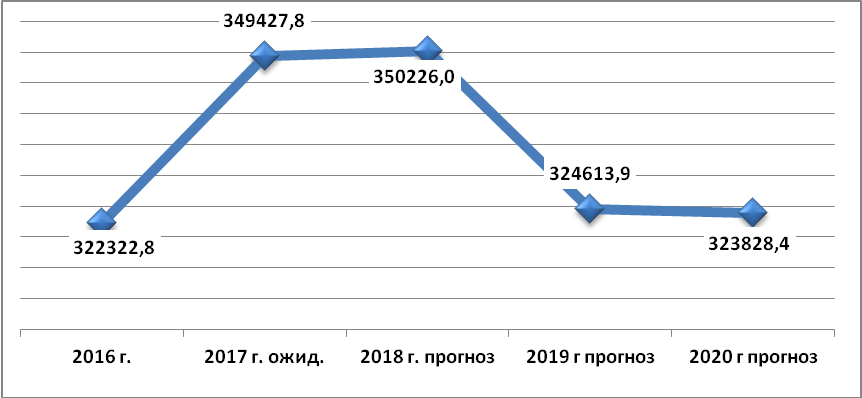 349427,8
350226,0
324613,9
322322,8
323828,4
2016 г.
2017 г. ожид.
2018 г. прогноз
2019 г прогноз
2020 г прогноз